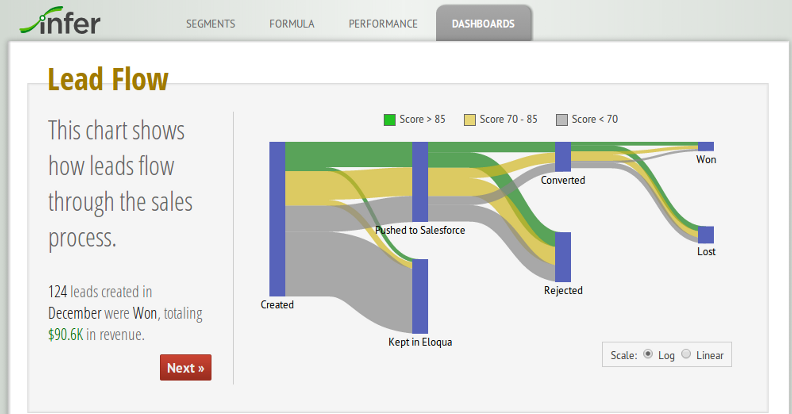 infer
SEGMENTS FORMULA PERFORMANCE DASHBOARDS
Lead Flow
This chart shows
how leads flow
through the sales
process.
124 leads created in
December were Won, totaling
$90.6K in revenue.
Next »
Score > 85 Score 70 - 85 Score < 70
Won
Converted
Pushed to Salesforce
Lost
Rejected
Created
Kept in Eloqua
Scale: Log Linear